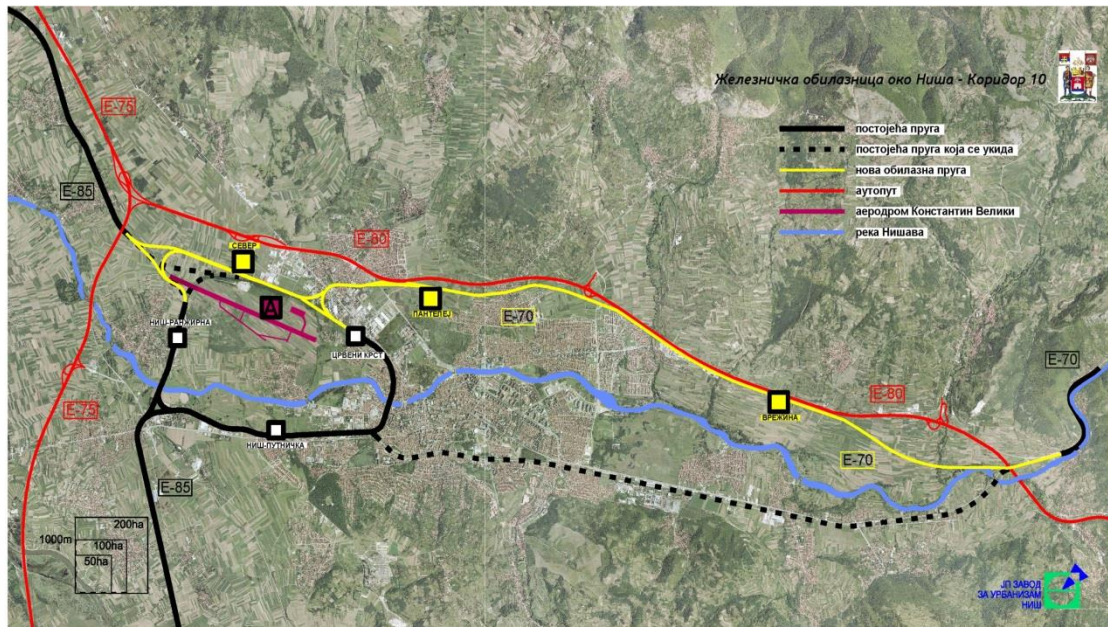 Железничка обилазница око Ниша - Коридор 10
постојећа пруга
постојећа пруга која се укида
нова обилазна пруга
аутопут
аеродром Константин Велики
река Нишава
E-75
E-85
СЕВЕР
E-80
ПАНТЕЛЕЈ
E-70
A
НИШ-РАНЖИРНА
ЦРВЕНИ КРСТ
E-70
ВРЕЖИНА
E-80
E-75
НИШ-ПУТНИЧКА
E-70
E-85
200ha
1000m
100ha
50ha
ЈП ЗАВОД
ЗА УРБАНИЗАМ
НИШ